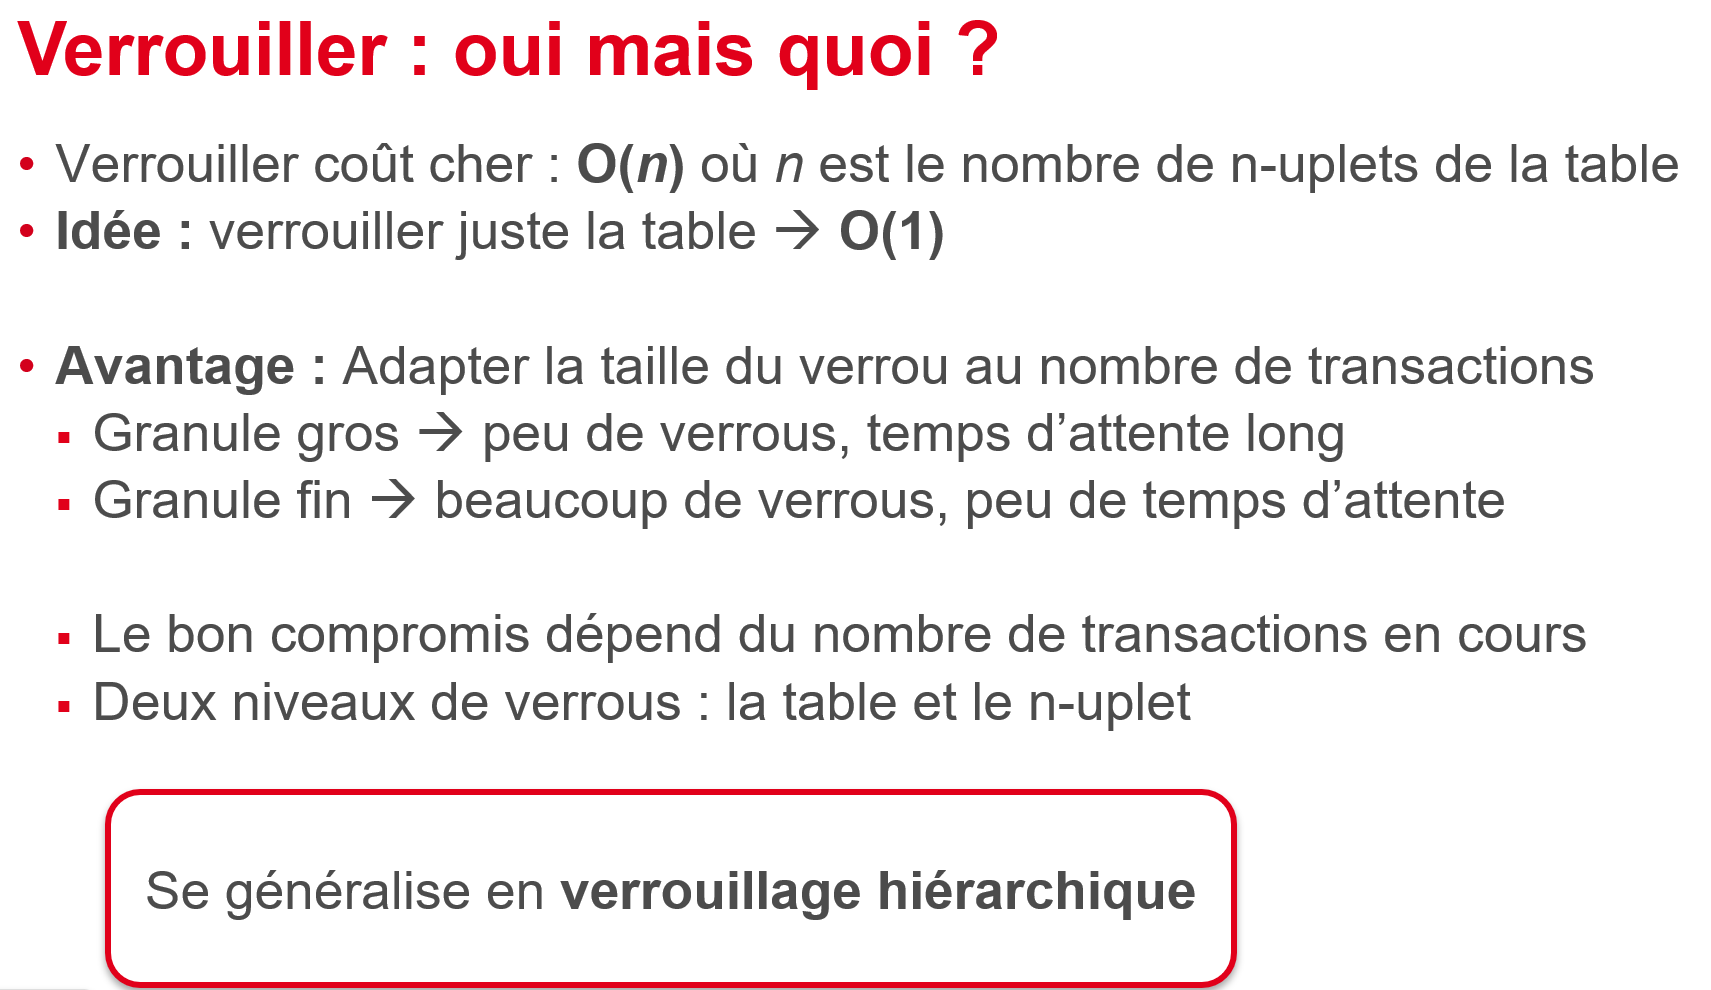 Verrouiller : oui mais quoi ?
• Verrouiller coût cher : O(n) où n est le nombre de n-uplets de la table
• Idée : verrouiller juste la table → O(1)
• Avantage : Adapter la taille du verrou au nombre de transactions
▪ Granule gros → peu de verrous, temps d’attente long
▪ Granule fin → beaucoup de verrous, peu de temps d’attente
▪ Le bon compromis dépend du nombre de transactions en cours
▪ Deux niveaux de verrous : la table et le n-uplet
Se généralise en verrouillage hiérarchique